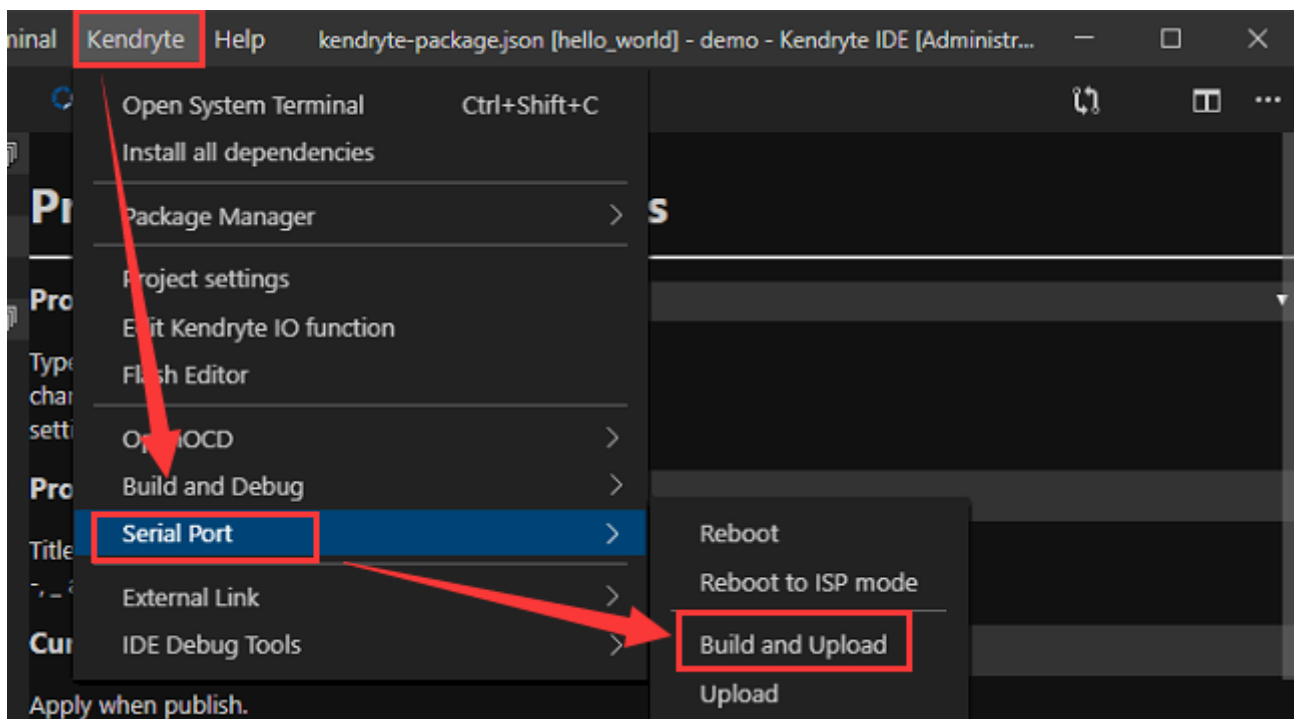 Kendryte Help kendryte-package.json [hello_world] - demo - Kendryte IDE [Administr...
Open System Terminal Ctrl+Shift+C
Install all dependencies
Package Manager
Project settings
Edit Kendryte IO function
Flash Editor
OpenOCD
Build and Debug
Serial Port
External Link
IDE Debug Tools
Reboot
Reboot to ISP mode
Build and Upload
Upload
Apply when publish.